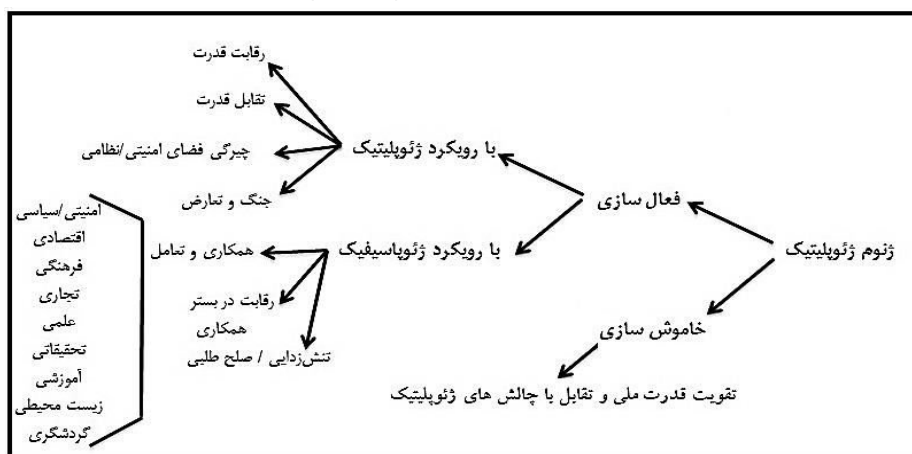 ژنوم ژئوپلیتیک
فعال سازی
با رویکرد ژئوپلیتیک
رقابت قدرت
تقابل قدرت
چیرگی فضای امنیتی/نظامی
جنگ و تعارض
با رویکرد ژئوپاسیفیک
همکاری و تعامل
امنیتی/سیاسی
اقتصادی
فرهنگی
تجاری
علمی
تحقیقاتی
آموزشی
زیست محیطی
گردشگری
رقابت در بستر
همکاری
تنش‌زدایی / صلح طلبی
خاموش سازی
تقویت قدرت ملی و تقابل با چالش های ژئوپلیتیک